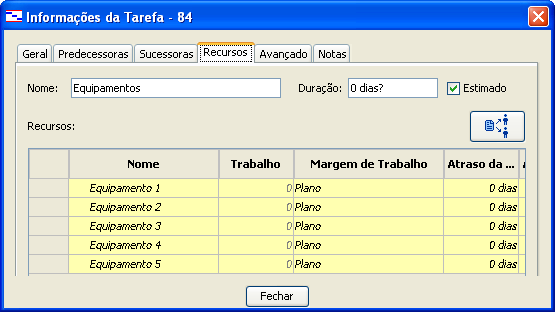 Informações da Tarefa - 84
Geral Predecessoras Sucessoras Recursos Avançado Notas
Nome: Equipamentos Duração: 0 dias? Estimado
Recursos:
Nome Trabalho Margem de Trabalho Atraso da ...
Equipamento 1 0 Plano 0 dias
Equipamento 2 0 Plano 0 dias
Equipamento 3 0 Plano 0 dias
Equipamento 4 0 Plano 0 dias
Equipamento 5 0 Plano 0 dias
Fechar